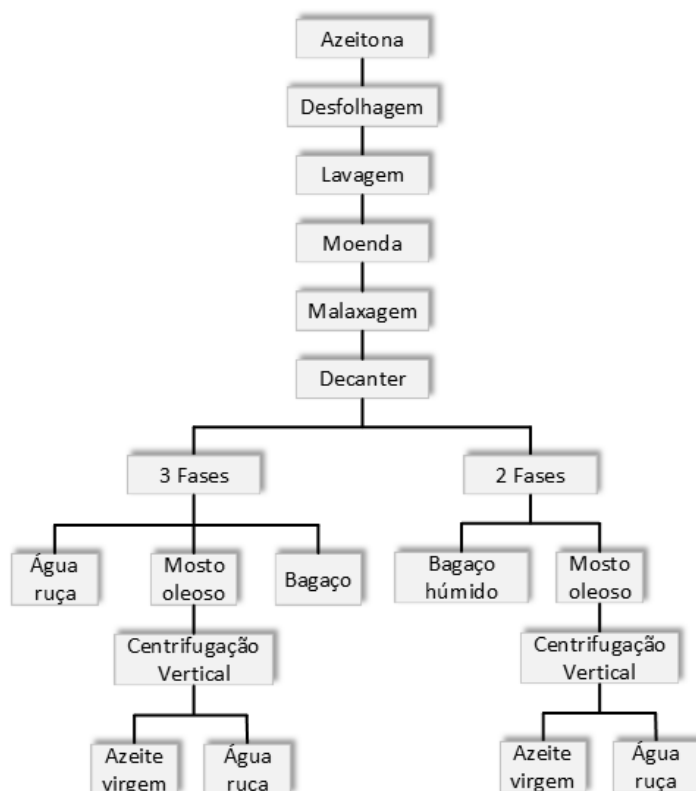 Azeitona
Desfolhagem
Lavagem
Moenda
Malaxagem
Decanter
3 Fases
2 Fases
Água
ruça
Mosto
oleoso
Bagaço
Bagaço
húmido
Mosto
oleoso
Centrifugação
Vertical
Centrifugação
Vertical
Azeite
virgem
Água
ruça
Azeite
virgem
Água
ruça